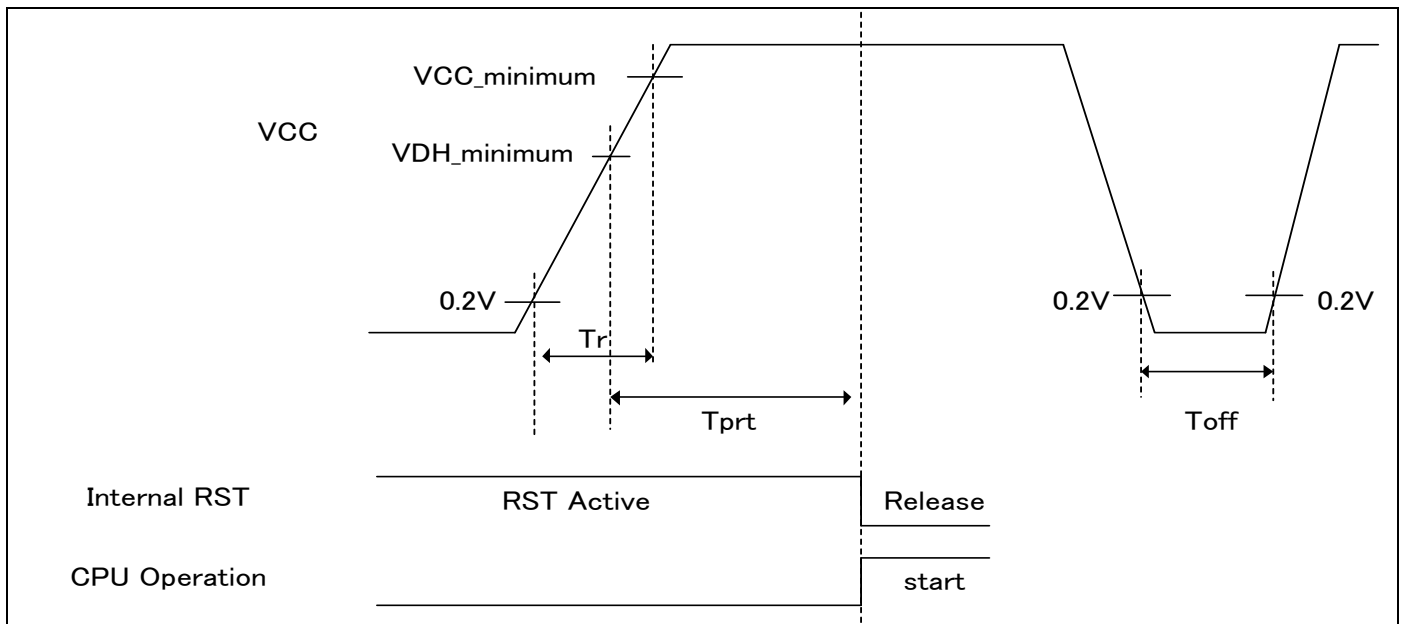 VCC_minimum
VCC
VDH_minimum
0.2V
0.2V
0.2V
Tr
Tprt
Toff
Internal RST
RST Active
Release
CPU Operation
start